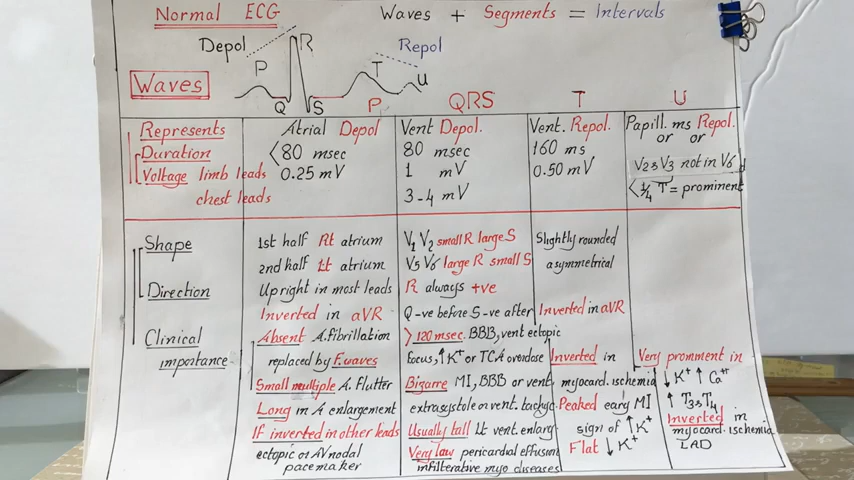 Normal ECG
Waves + Segments = Intervals
Depol
Repol
P R T U
Q S
Waves
P QRS T U
Represents Atrial Depol Vent Depol. Vent. Repol. Papill. ms Repol.
or or
Duration <80 msec 80 msec 160 ms
Voltage limb leads 0.25 mV 1 mV 0.50 mV V2 & V3 not in V6
chest leads 3-4 mV <1/4 T = prominent
Shape 1st half Rt atrium V1 V2 small R large S Slightly rounded
2nd half Lt atrium V5 V6 large R small S asymmetrical
Direction Upright in most leads R always +ve
Inverted in aVR Q -ve before S -ve after Inverted in aVR
Clinical importance
Absent A.fibrillation
replaced by F.waves
Small multiple A. flutter
Long in A enlargement
If inverted in other leads
ectopic or AV nodal
pacemaker
>120 msec. BBB, vent ectopic
focus, ↑K+ or TCA overdose
Bizarre MI, BBB or vent.
extrasystole or vent. tachyc.
Usually tall Lt vent. enlarg.
Very law pericardial effusion
infilterative myo diseases
Inverted in
myocard. ischemia
Peaked eary MI
sign of ↑K+
Flat ↓K+
Very promment in
↓K+ ↑Ca++
↑ T3 & T4
Inverted in
myocard. ischemia
LAD